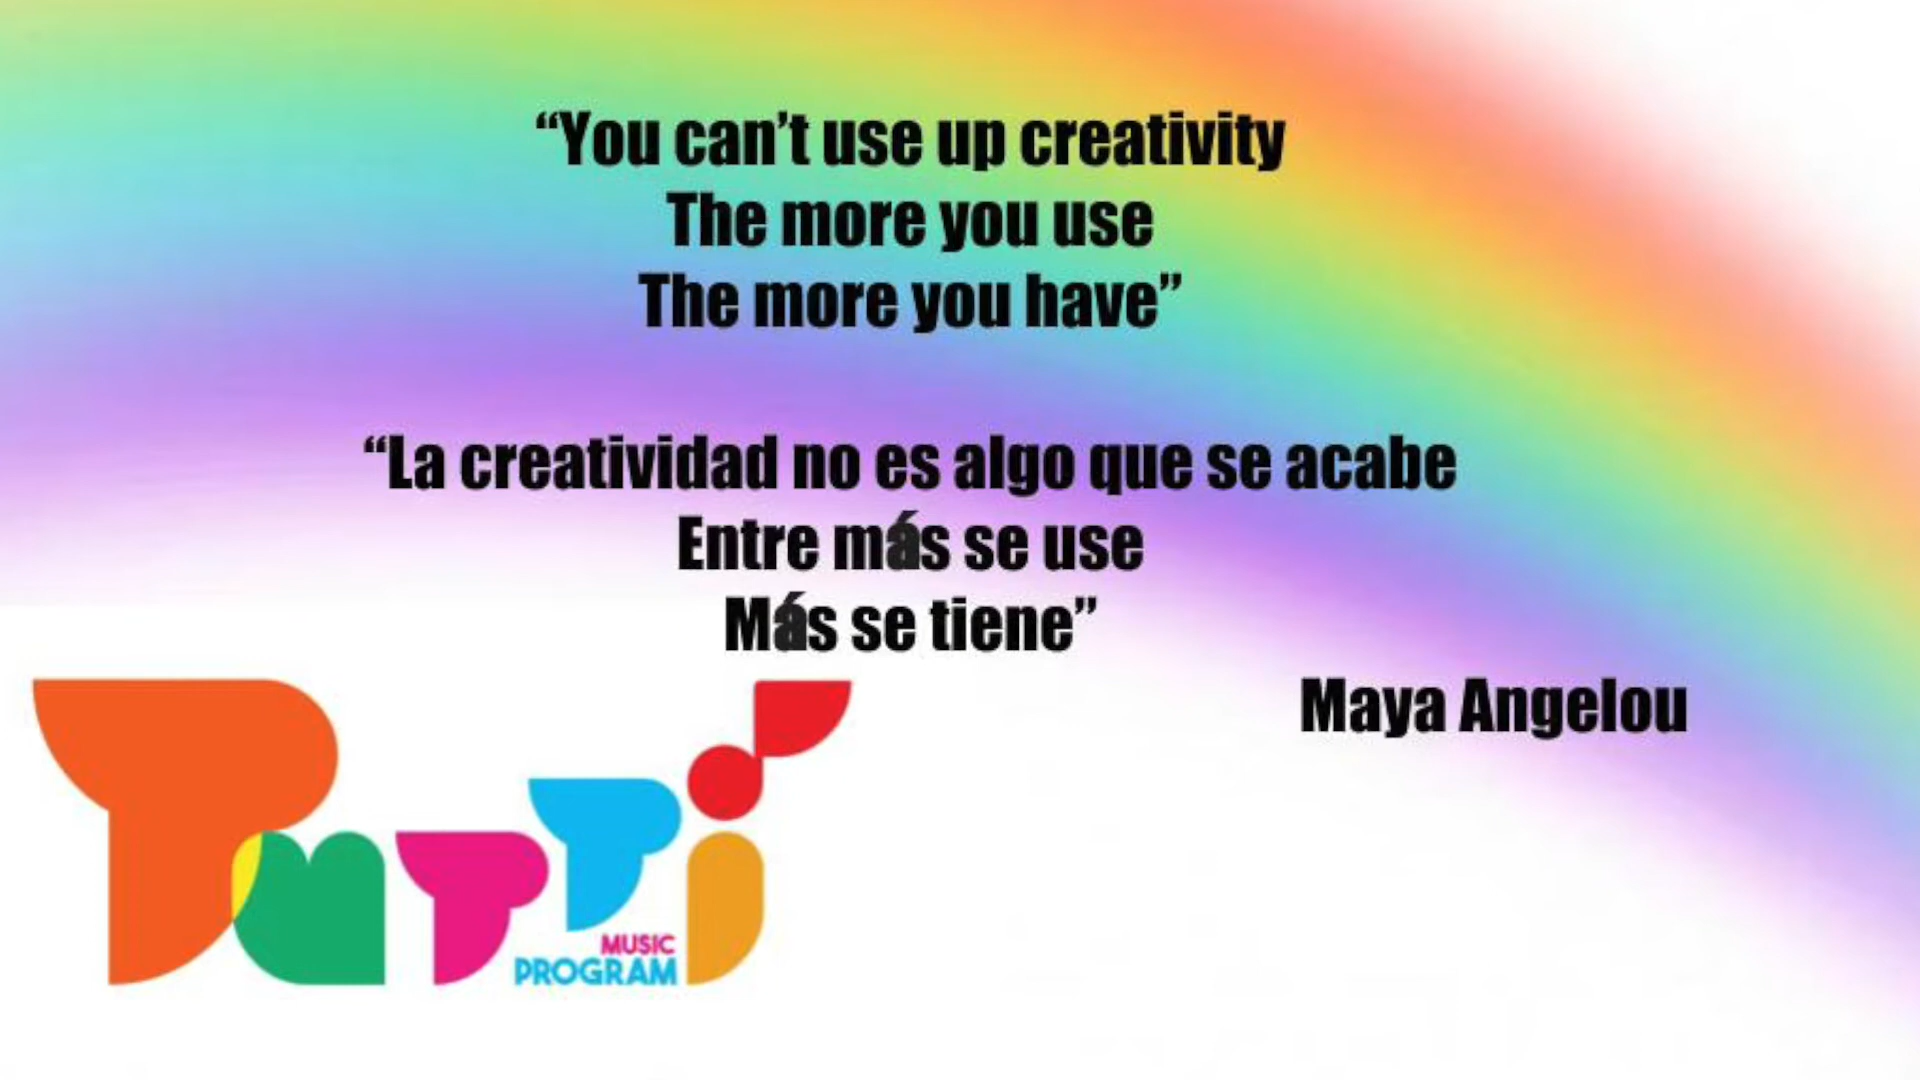 “You can’t use up creativity
The more you use
The more you have”
“La creatividad no es algo que se acabe
Entre más se use
Más se tiene”
Maya Angelou
Tutti
MUSIC
PROGRAM